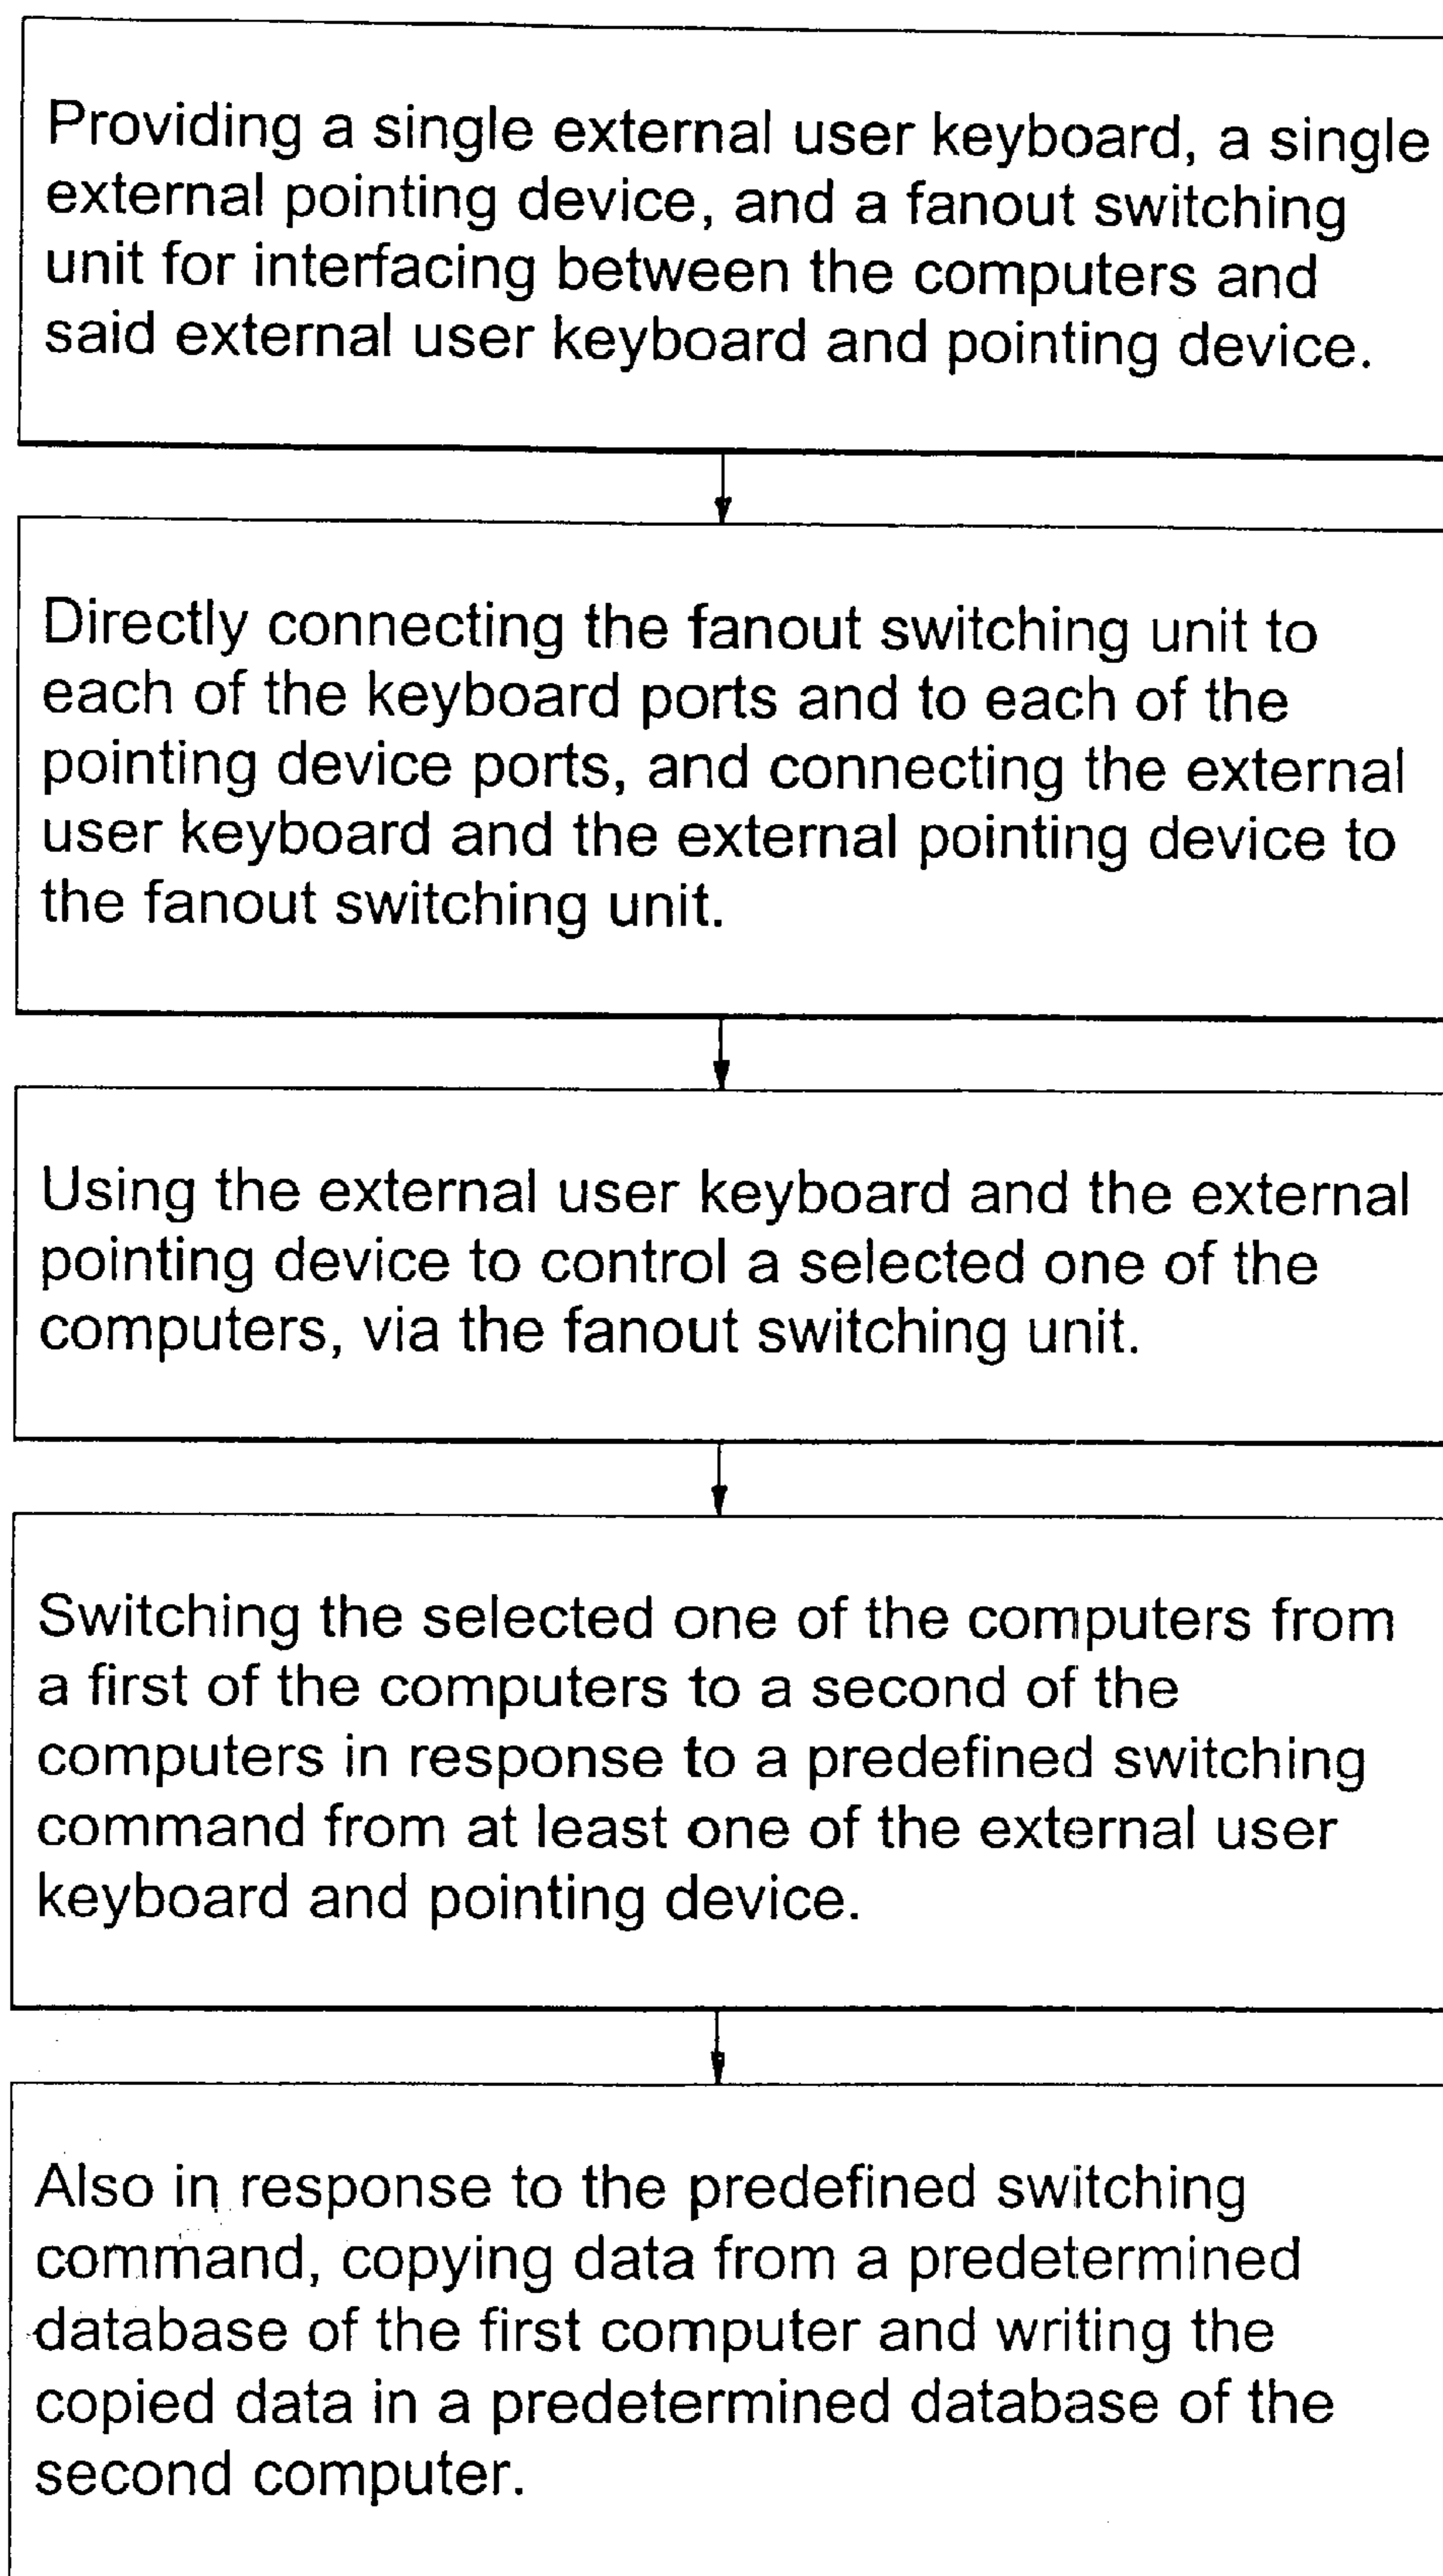 Providing a single external user keyboard, a single
external pointing device, and a fanout switching
unit for interfacing between the computers and
said external user keyboard and pointing device.
Directly connecting the fanout switching unit to
each of the keyboard ports and to each of the
pointing device ports, and connecting the external
user keyboard and the external pointing device to
the fanout switching unit.
Using the external user keyboard and the external
pointing device to control a selected one of the
computers, via the fanout switching unit.
Switching the selected one of the computers from
a first of the computers to a second of the
computers in response to a predefined switching
command from at least one of the external user
keyboard and pointing device.
Also in response to the predefined switching
command, copying data from a predetermined
database of the first computer and writing the
copied data in a predetermined database of the
second computer.